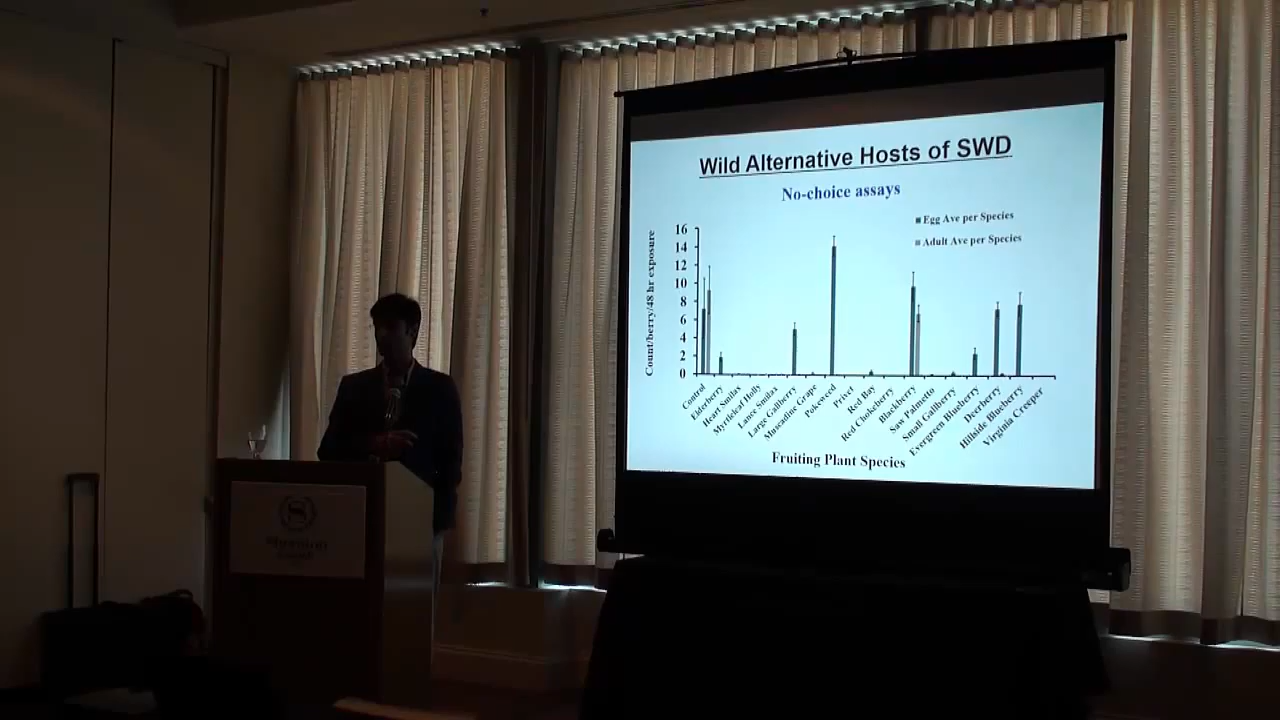 Wild Alternative Hosts of SWD
No-choice assays
Egg Ave per Species
Adult Ave per Species
Count/berry/48 hr exposure
16
14
12
10
8
6
4
2
0
Control
Elderberry
Heart Smilax
Myrtleleaf Holly
Lance Smilax
Large Gallberry
Muscadine Grape
Pokeweed
Privet
Red Bay
Red Chokeberry
Blackberry
Saw Palmetto
Small Gallberry
Evergreen Blueberry
Deerberry
Hillside Blueberry
Virginia Creeper
Fruiting Plant Species
S
Sheraton